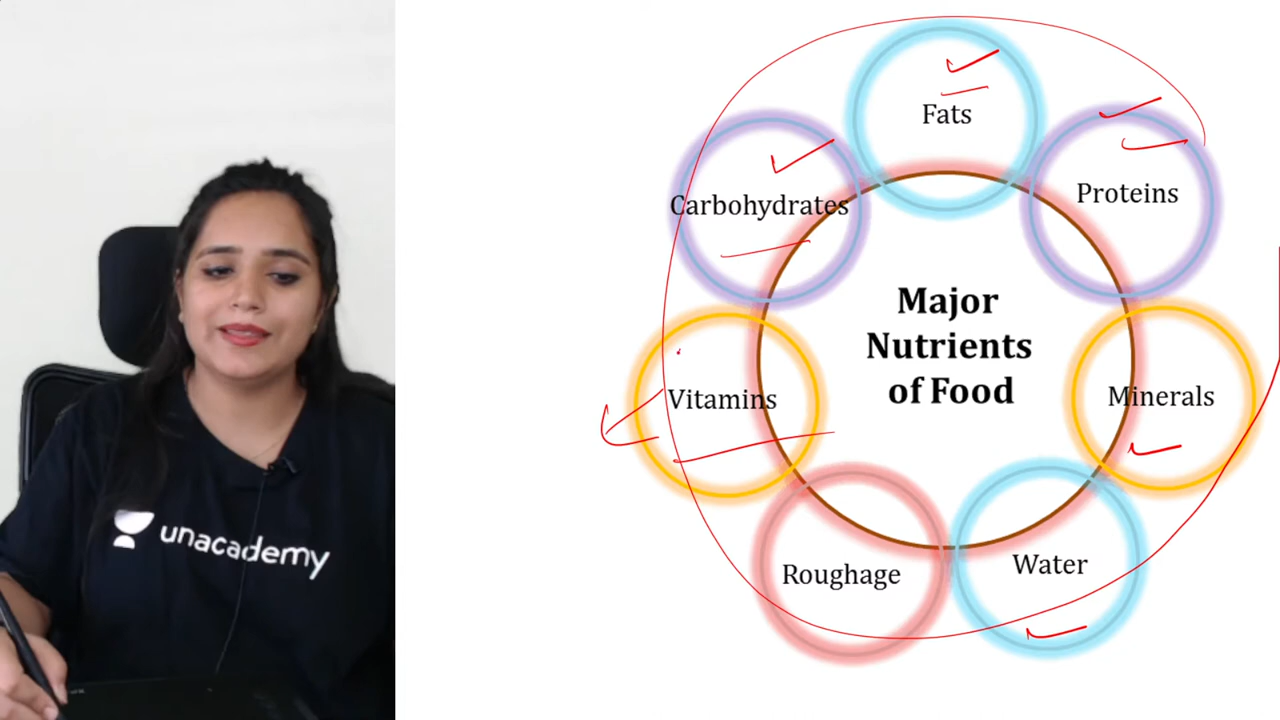 unacademy
Fats
Carbohydrates
Proteins
Major
Nutrients
of Food
Vitamins
Minerals
Roughage
Water